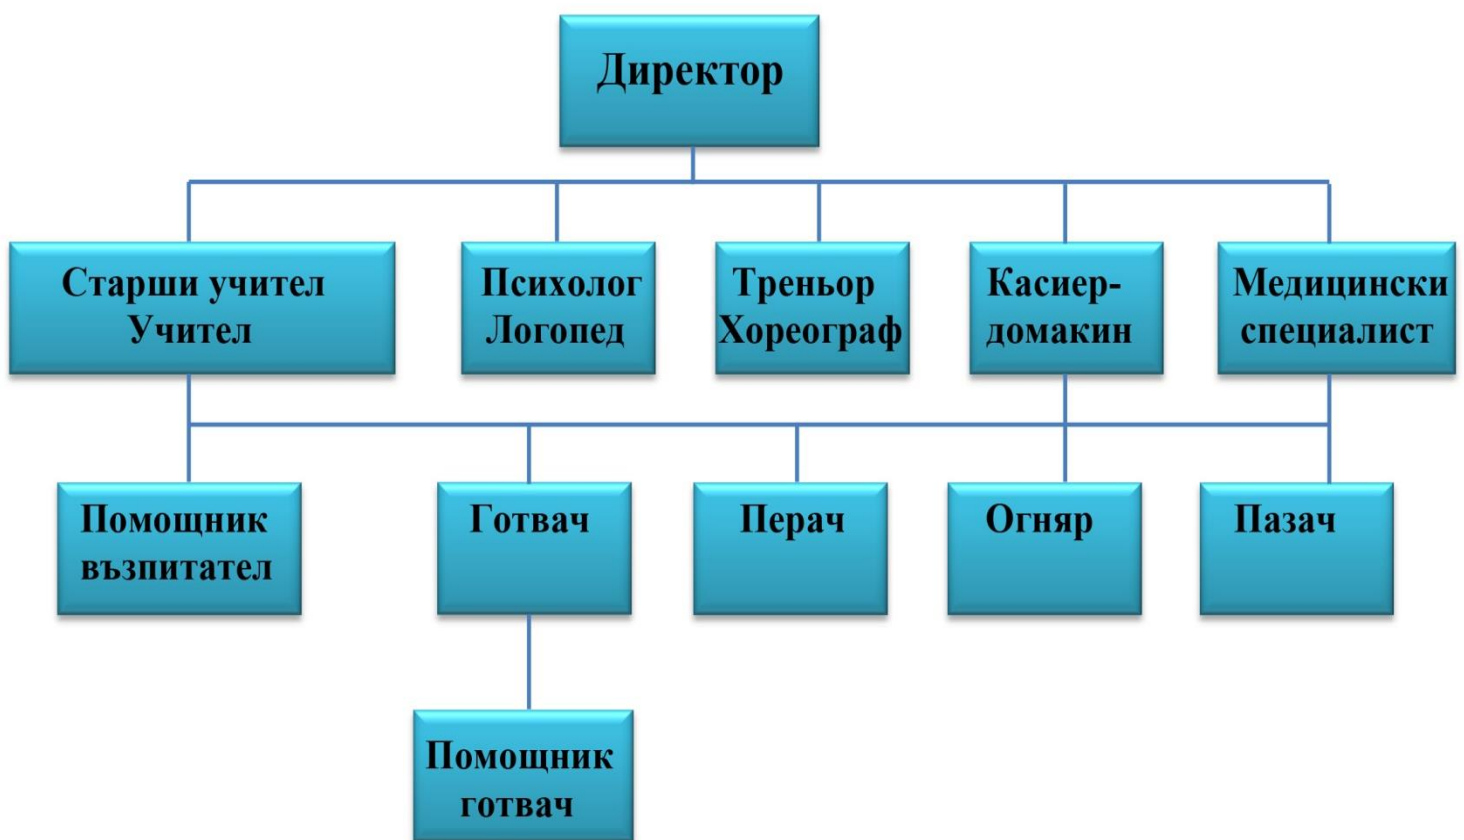 Директор
Старши учител
Учител
Психолог
Логопед
Треньор
Хореограф
Касиер-
домакин
Медицински
специалист
Помощник
възпитател
Готвач
Перач
Огняр
Пазач
Помощник
готвач